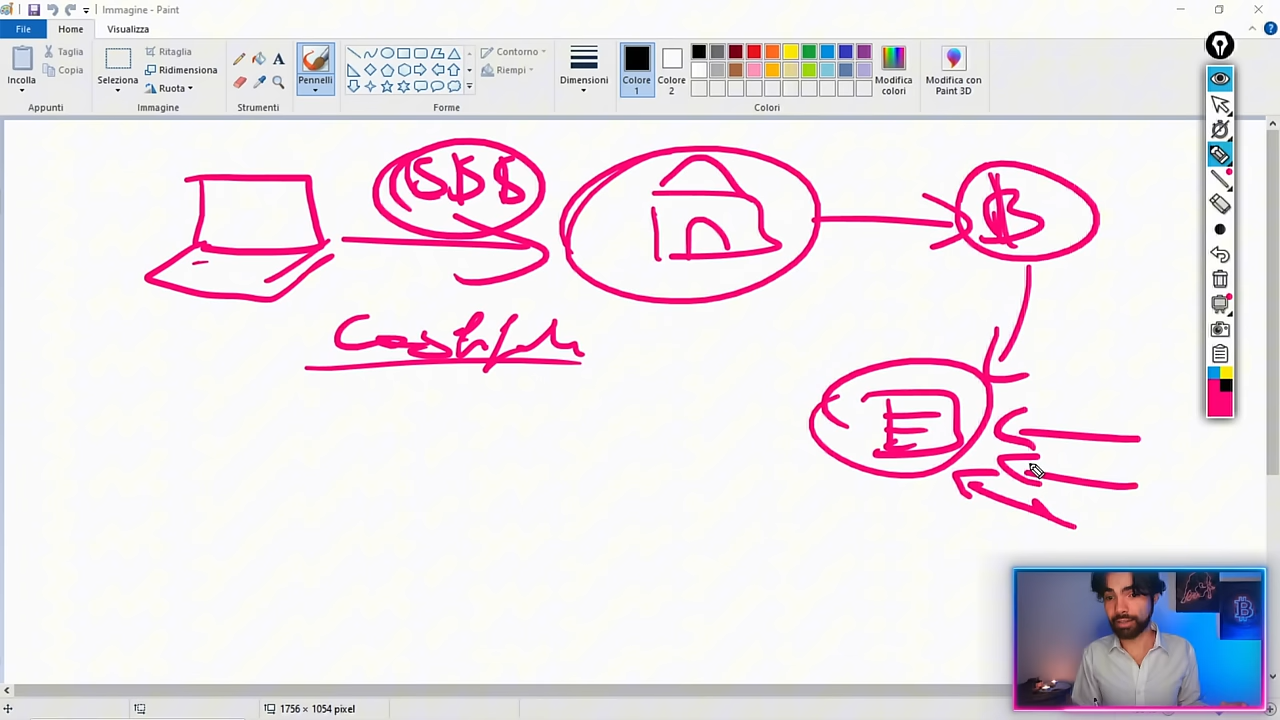 Immagine - Paint
File
Home
Visualizza
Incolla
Taglia
Copia
Appunti
Seleziona
Ritaglia
Ridimensiona
Ruota
Immagine
A
Strumenti
Pennelli
Forme
Contorno
Riempi
Dimensioni
Colore 1
Colore 2
Colori
Modifica colori
Modifica con Paint 3D
$$$
₿
E
1756 × 1054 pixel